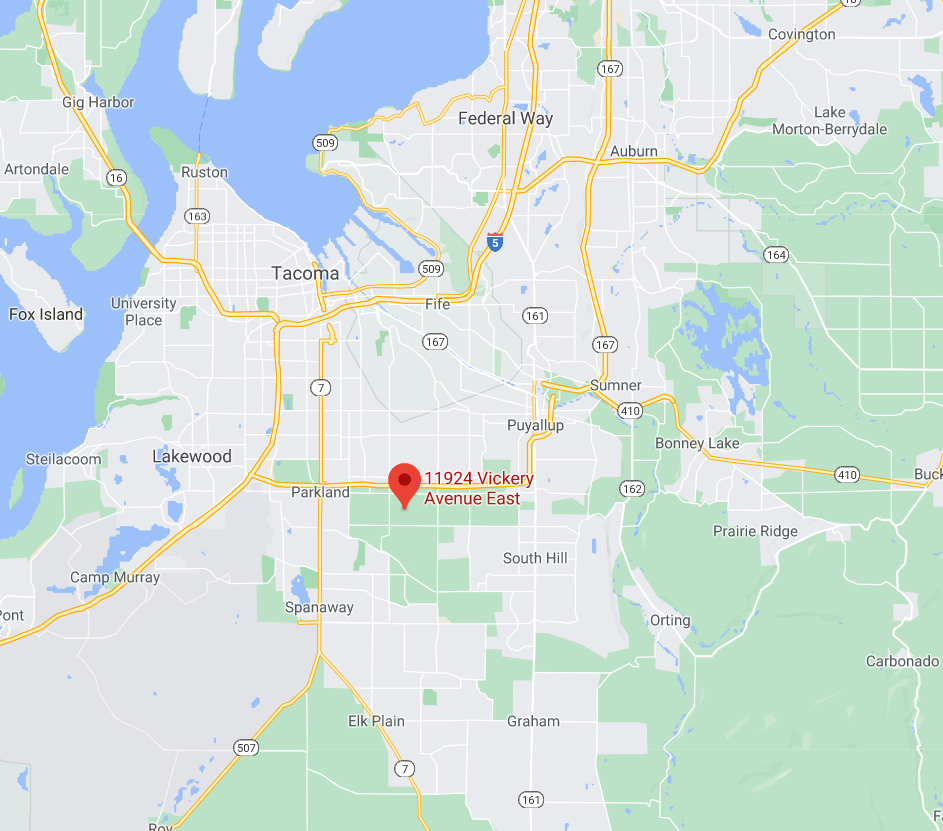 18
Covington
Gig Harbor
167
Federal Way
Lake
Morton-Berrydale
509
Auburn
Artondale
Ruston
16
163
5
164
Tacoma
509
University
Place
Fife
Fox Island
161
167
167
7
Sumner
410
Puyallup
Bonney Lake
Steilacoom
Lakewood
11924 Vickery
Avenue East
410
Buck
Parkland
162
Prairie Ridge
South Hill
Camp Murray
Pont
Spanaway
Orting
Carbonado
Elk Plain
Graham
507
7
161
Roy